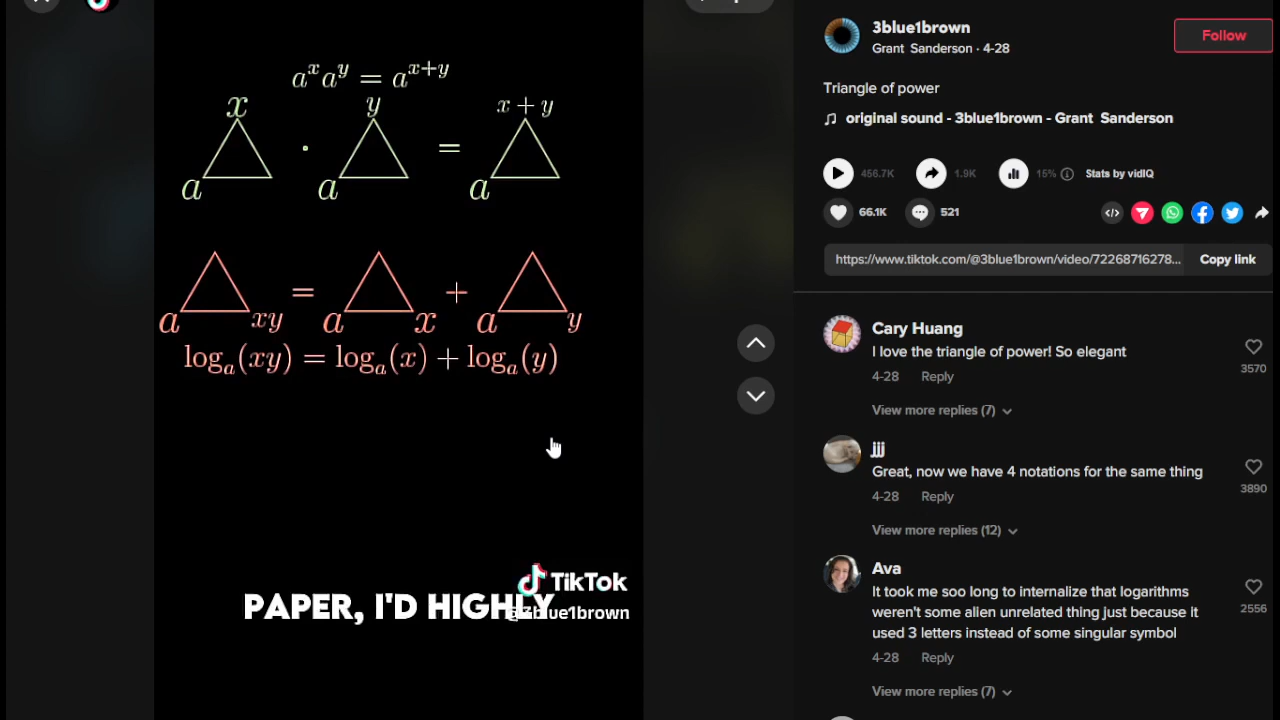 a^x a^y = a^{x+y}
x y x + y
· =
a a a
= +
a xy a x a y
log_a(xy) = log_a(x) + log_a(y)
TikTok
PAPER, I'D HIGHLY
@3blue1brown
3blue1brown
Grant Sanderson · 4-28
Follow
Triangle of power
♫ original sound - 3blue1brown - Grant Sanderson
456.7K 1.9K 15% Stats by vidIQ
66.1K 521
https://www.tiktok.com/@3blue1brown/video/72268716278... Copy link
Cary Huang
I love the triangle of power! So elegant
3570
4-28 Reply
View more replies (7)
jjj
Great, now we have 4 notations for the same thing
3890
4-28 Reply
View more replies (12)
Ava
It took me soo long to internalize that logarithms
weren't some alien unrelated thing just because it
2556
used 3 letters instead of some singular symbol
4-28 Reply
View more replies (7)